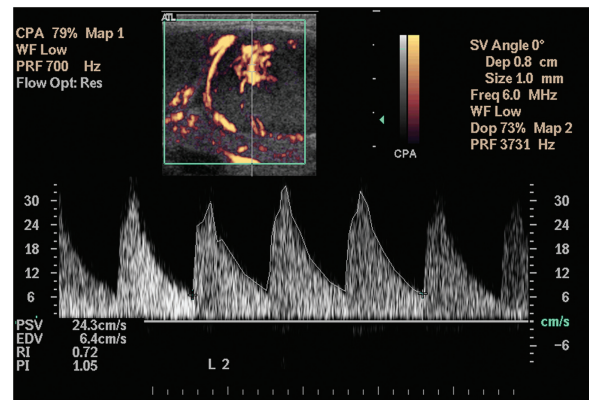 ATL
CPA 79% Map 1
WF Low
PRF 700 Hz
Flow Opt: Res
SV Angle 0°
Dep 0.8 cm
Size 1.0 mm
Freq 6.0 MHz
WF Low
Dop 73% Map 2
PRF 3731 Hz
CPA
30
24
18
12
6
30
24
18
12
6
cm/s
-6
PSV 24.3cm/s
EDV 6.4cm/s
RI 0.72
PI 1.05
L 2